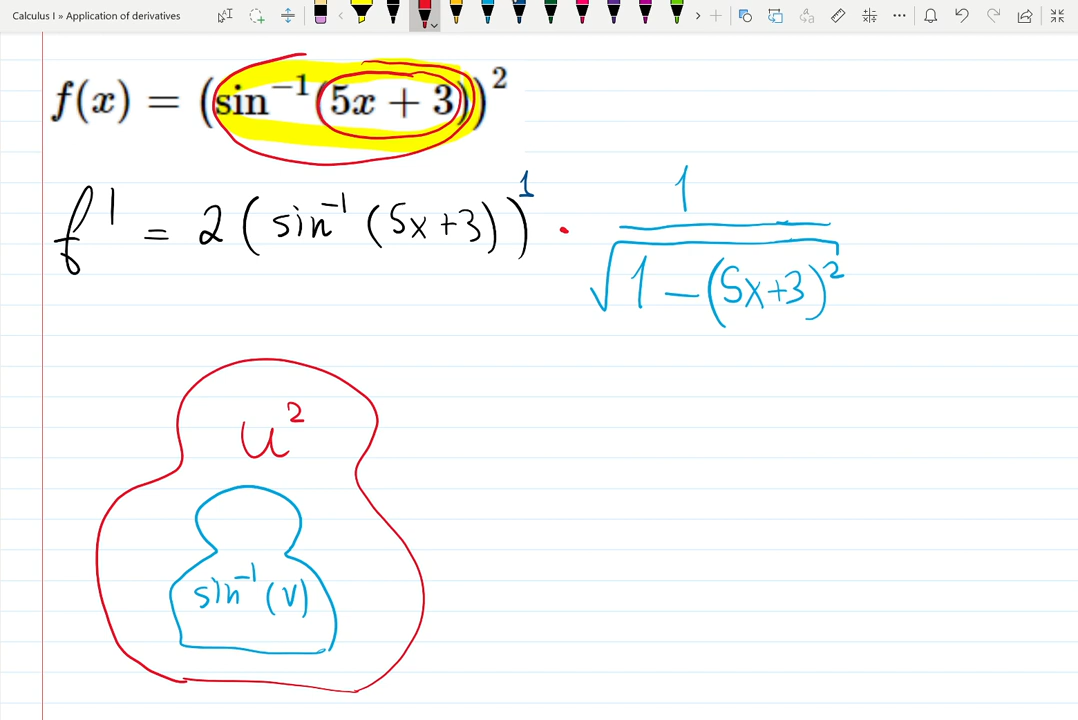 Calculus I » Application of derivatives
f(x) = (sin⁻¹(5x + 3))²
f' = 2 (sin⁻¹ (5x+3))¹ · 1 / √(1 − (5x+3)²)
u²
sin⁻¹ (v)